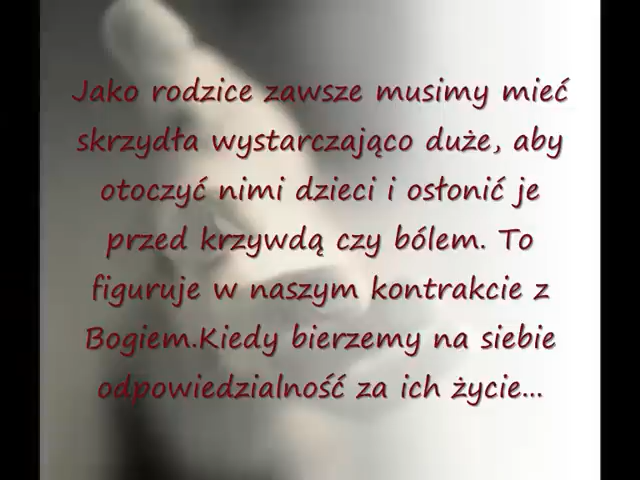 Jako rodzice zawsze musimy mieć
skrzydła wystarczająco duże, aby
otoczyć nimi dzieci i osłonić je
przed krzywdą czy bólem. To
figuruje w naszym kontrakcie z
Bogiem.Kiedy bierzemy na siebie
odpowiedzialność za ich życie...